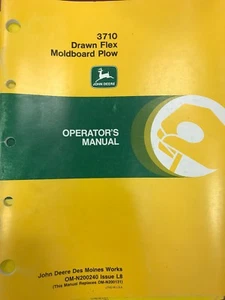 3710
Drawn Flex
Moldboard Plow
JOHN DEERE
OPERATOR'S
MANUAL
John Deere Des Moines Works
OM-N200240 Issue L8
(This Manual Replaces OM-N200131)